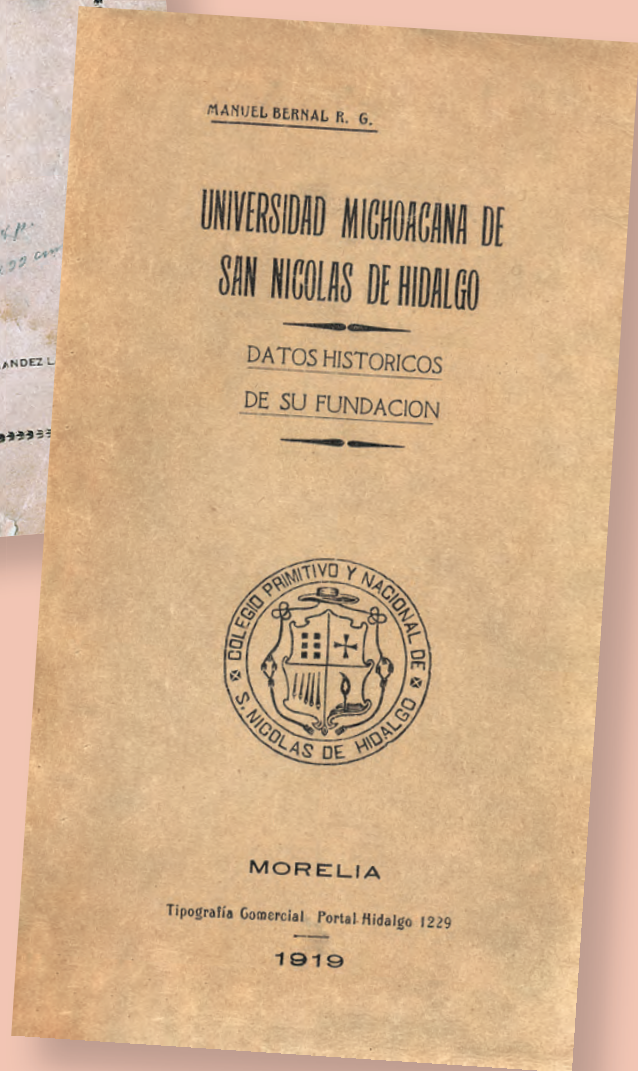 MANUEL BERNAL R. G.
UNIVERSIDAD MICHOACANA DE
SAN NICOLAS DE HIDALGO
DATOS HISTORICOS
DE SU FUNDACION
COLEGIO PRIMITIVO Y NACIONAL DE
S. NICOLAS DE HIDALGO
MORELIA
Tipografía Comercial Portal Hidalgo 1229
1919